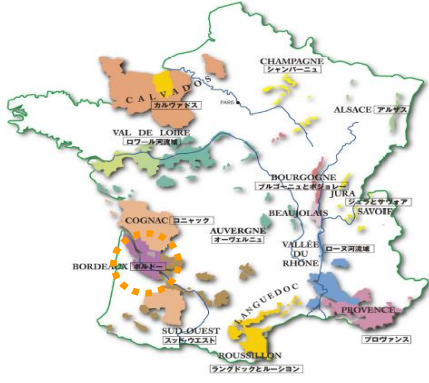 CHAMPAGNE
シャンパーニュ
CALVADOS
カルヴァドス
PARIS
ALSACE アルザス
VAL DE LOIRE
ロワール河流域
BOURGOGNE
ブルゴーニュとボジョレー
JURA
ジュラとサヴォア
SAVOIE
BEAUJOLAIS
COGNAC コニャック
AUVERGNE
オーヴェルニュ
VALLÉE
DU
RHÔNE
ローヌ河流域
BORDEAUX ボルドー
LANGUEDOC
PROVENCE
プロヴァンス
SUD-OUEST
スッド・ウエスト
ROUSSILLON
ラングドックとルーション